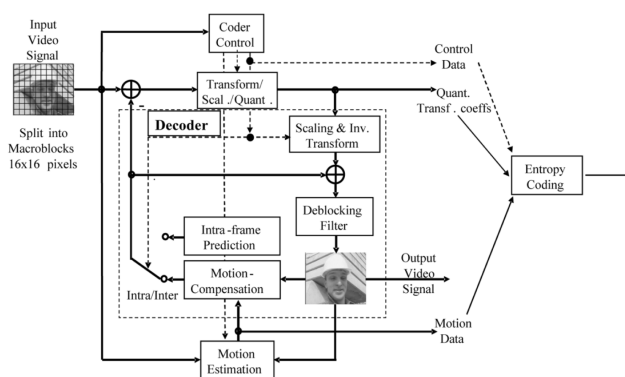 Input
Video
Signal
Coder
Control
Control
Data
Transform/
Scal./Quant.
Quant.
Transf. coeffs
-
Decoder
Split into
Macroblocks
16x16 pixels
Scaling & Inv.
Transform
Entropy
Coding
Deblocking
Filter
Intra-frame
Prediction
Output
Video
Signal
Motion-
Compensation
Intra/Inter
Motion
Data
Motion
Estimation